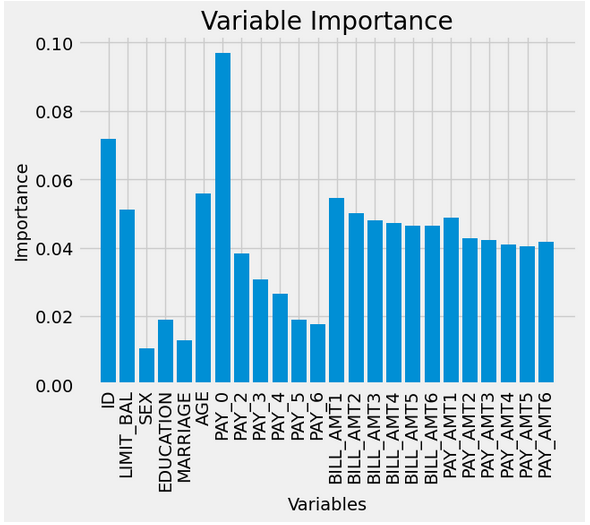 Variable Importance
0.10
0.08
0.06
0.04
0.02
0.00
Importance
ID
LIMIT_BAL
SEX
EDUCATION
MARRIAGE
AGE
PAY_0
PAY_2
PAY_3
PAY_4
PAY_5
PAY_6
BILL_AMT1
BILL_AMT2
BILL_AMT3
BILL_AMT4
BILL_AMT5
BILL_AMT6
PAY_AMT1
PAY_AMT2
PAY_AMT3
PAY_AMT4
PAY_AMT5
PAY_AMT6
Variables